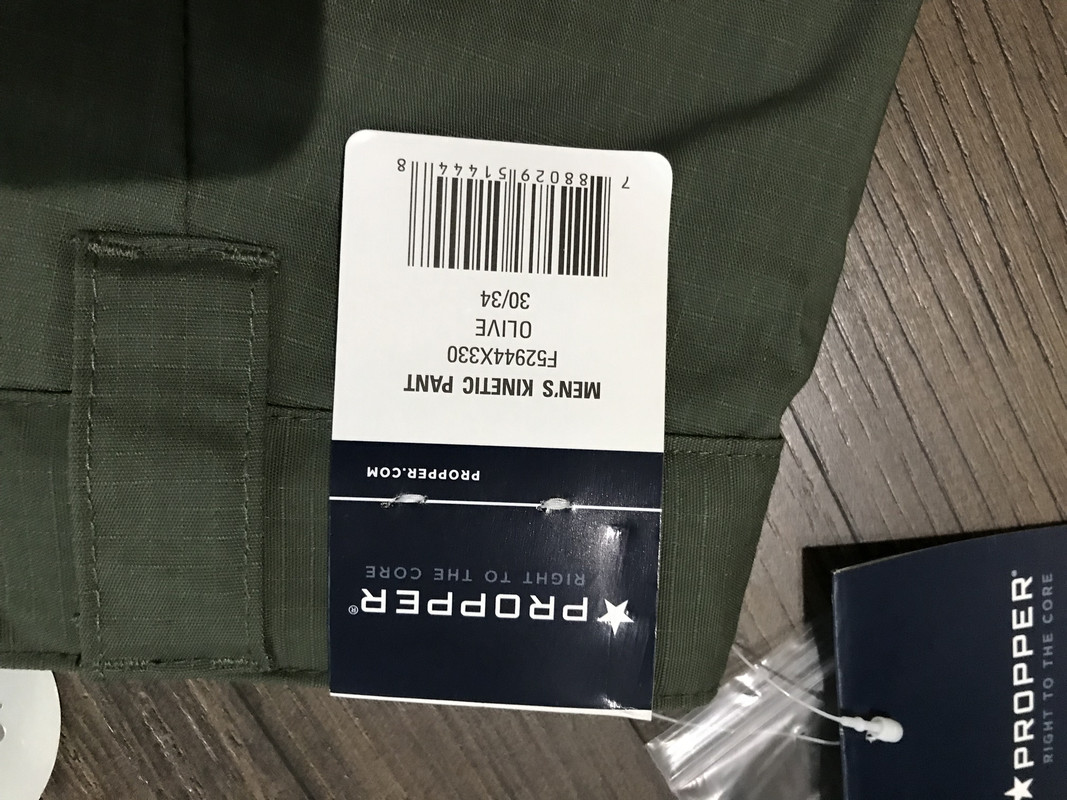 ★PROPPER®
RIGHT TO THE CORE
PROPPER.COM
MEN'S KINETIC PANT
F52944X330
OLIVE
30/34
7 88029 51444 8
★PROPPER®
RIGHT TO THE CORE